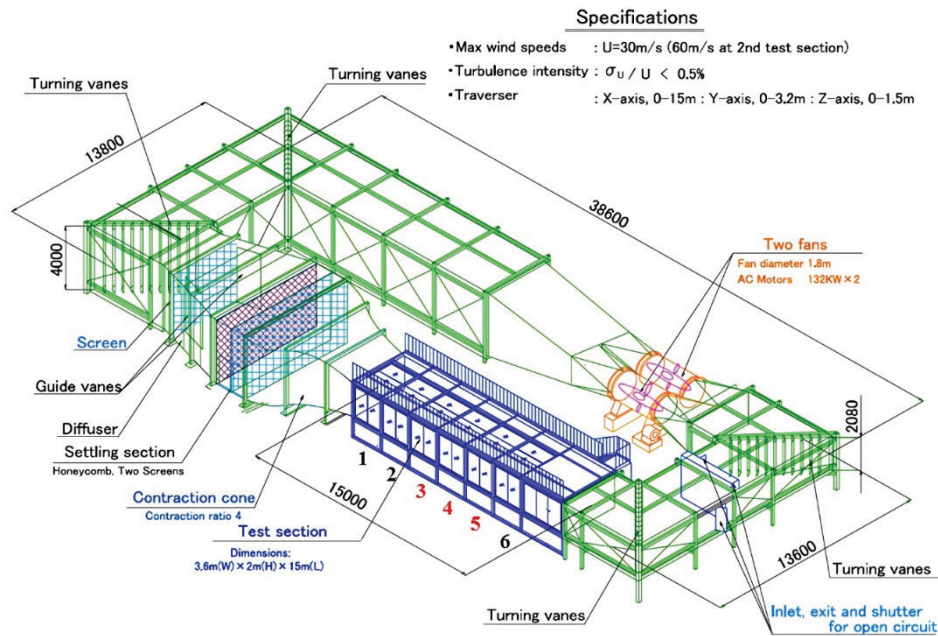 Specifications
•Max wind speeds : U=30m/s (60m/s at 2nd test section)
•Turbulence intensity : σU / U < 0.5%
•Traverser : X-axis, 0-15m : Y-axis, 0-3.2m : Z-axis, 0-1.5m
Turning vanes
Turning vanes
13800
38600
4000
Two fans
Fan diameter 1.8m
AC Motors 132KW×2
Screen
Guide vanes
Diffuser
Settling section
Honeycomb, Two Screens
Contraction cone
Contraction ratio 4
Test section
Dimensions:
3.6m(W)×2m(H)×15m(L)
1
2
3
4
5
6
15000
2080
13600
Turning vanes
Turning vanes
Inlet, exit and shutter
for open circuit